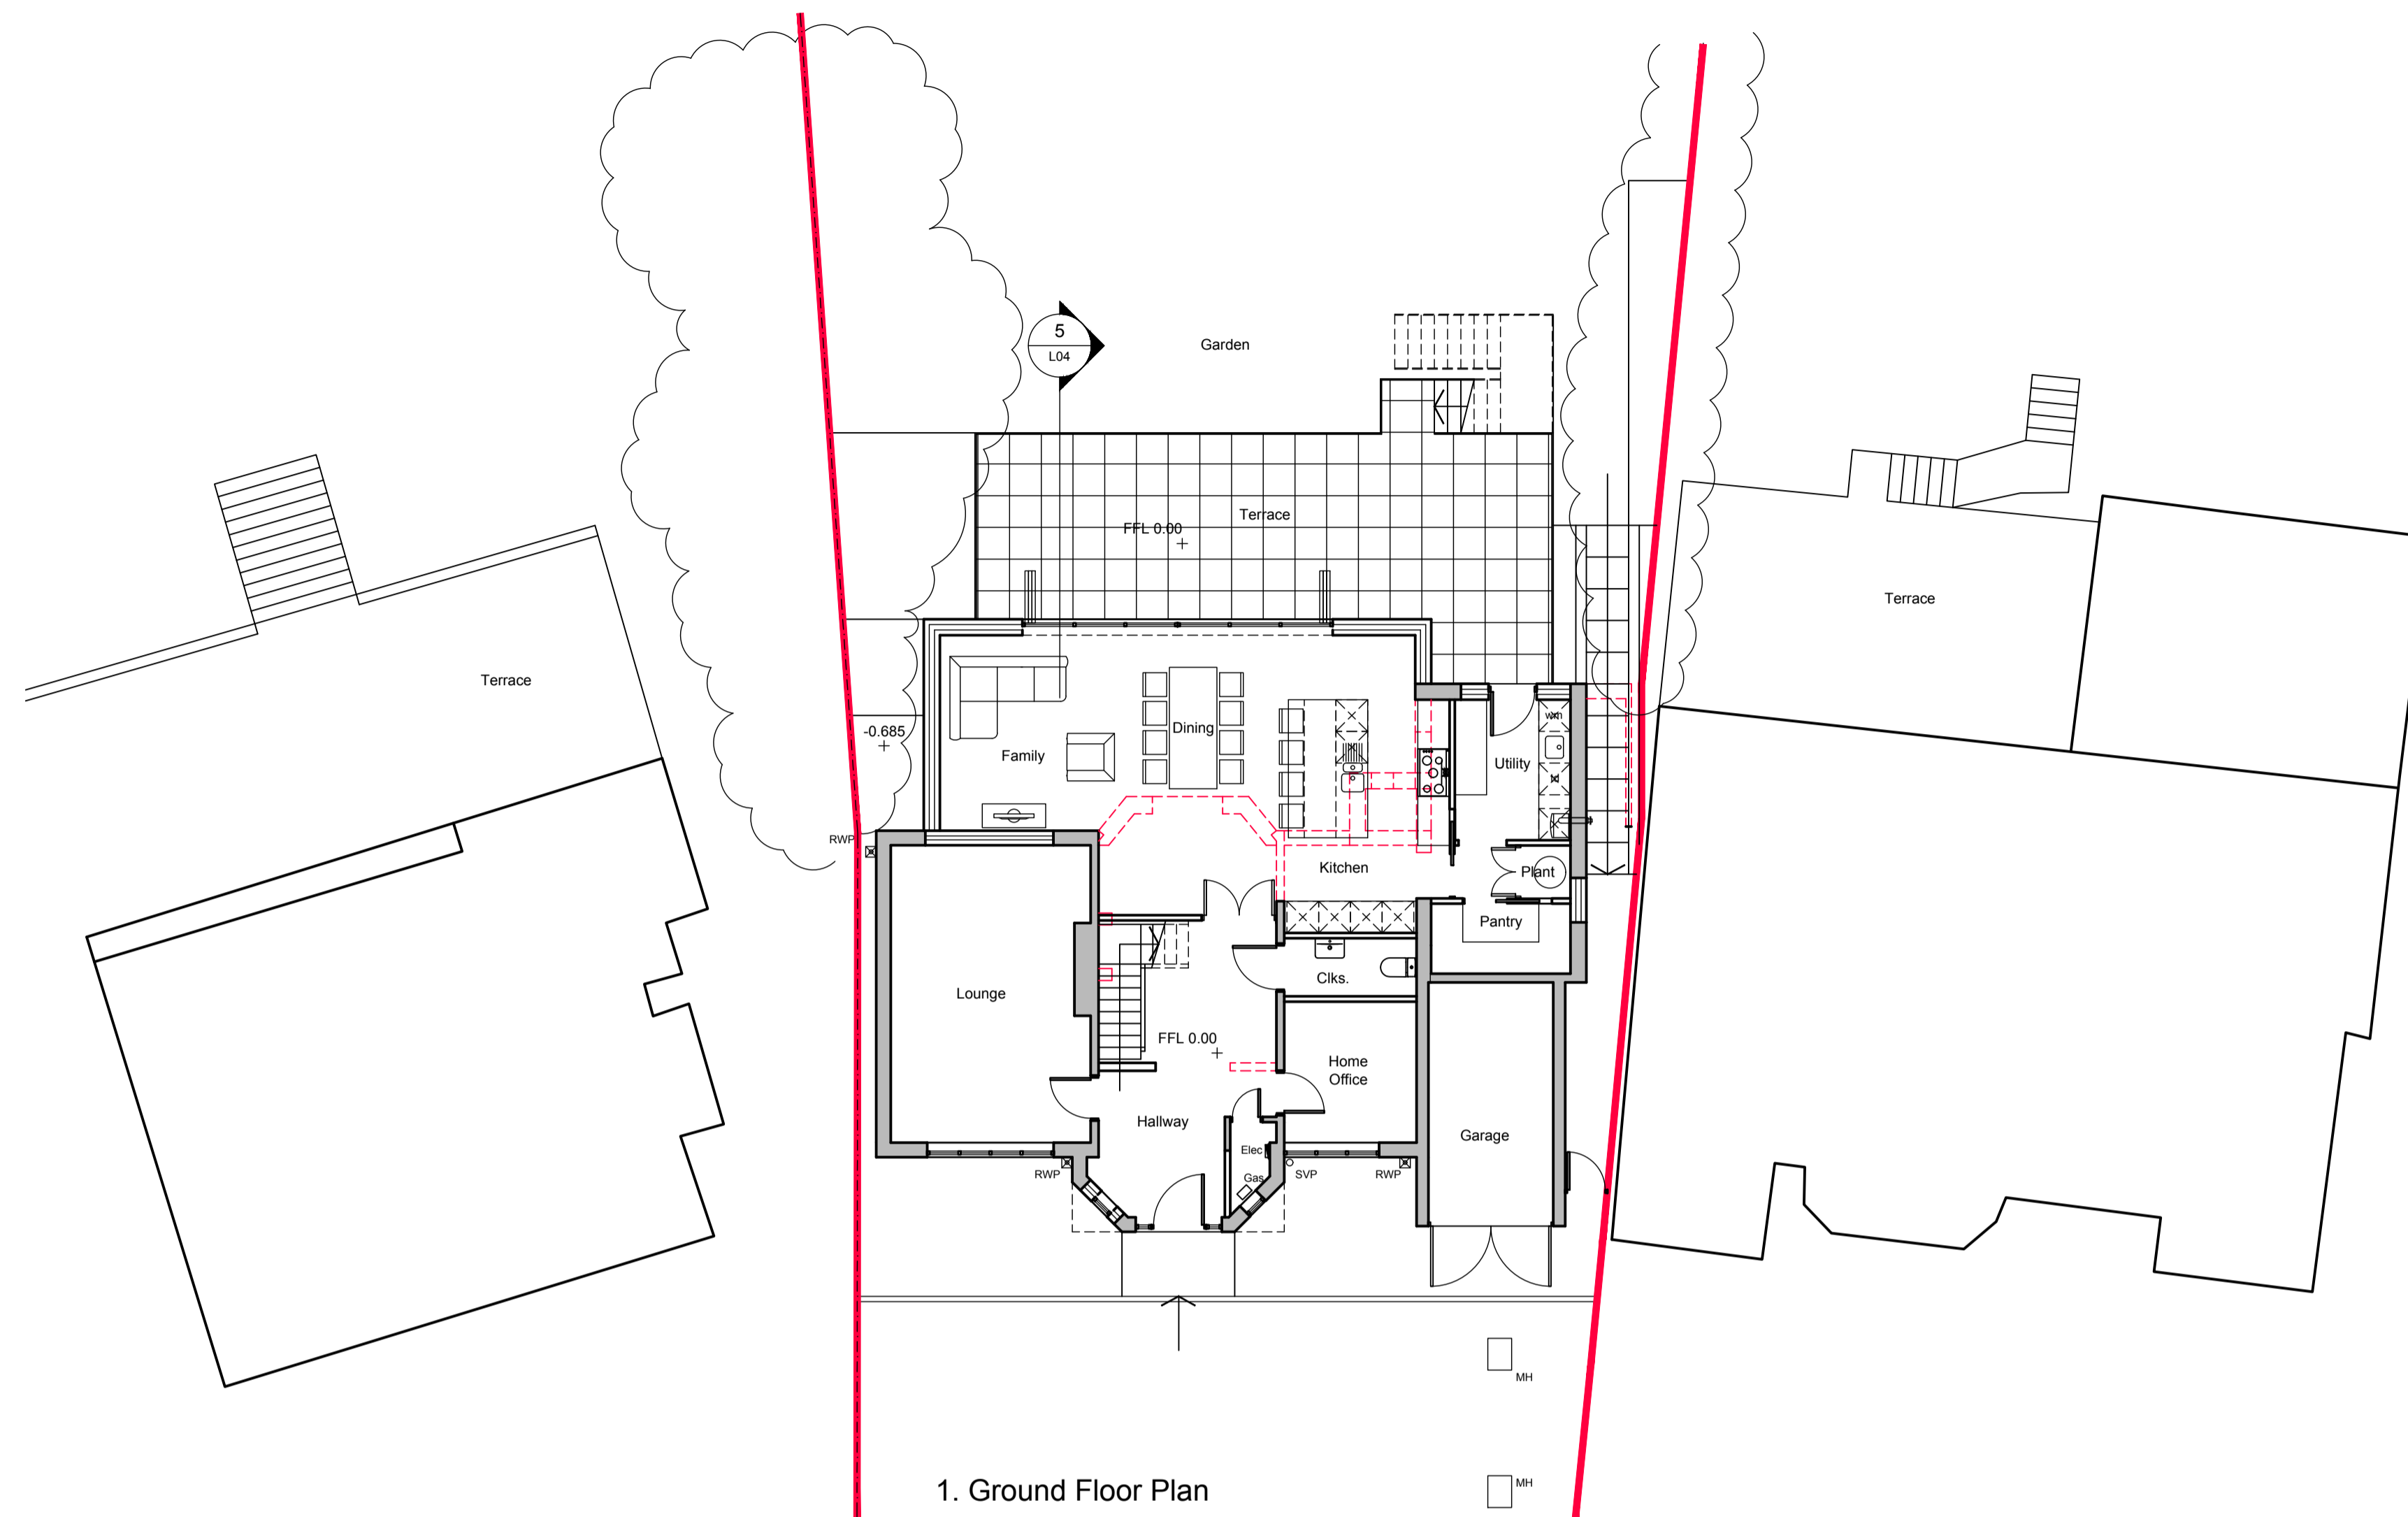 5
L04
Garden
Terrace
FFL 0.00
Terrace
Terrace
-0.685
Family
Dining
wm
Utility
RWP
Kitchen
Plant
Pantry
Clks.
Lounge
FFL 0.00
Home
Office
Hallway
Garage
Elec
Gas
RWP
SVP
RWP
MH
MH
1. Ground Floor Plan